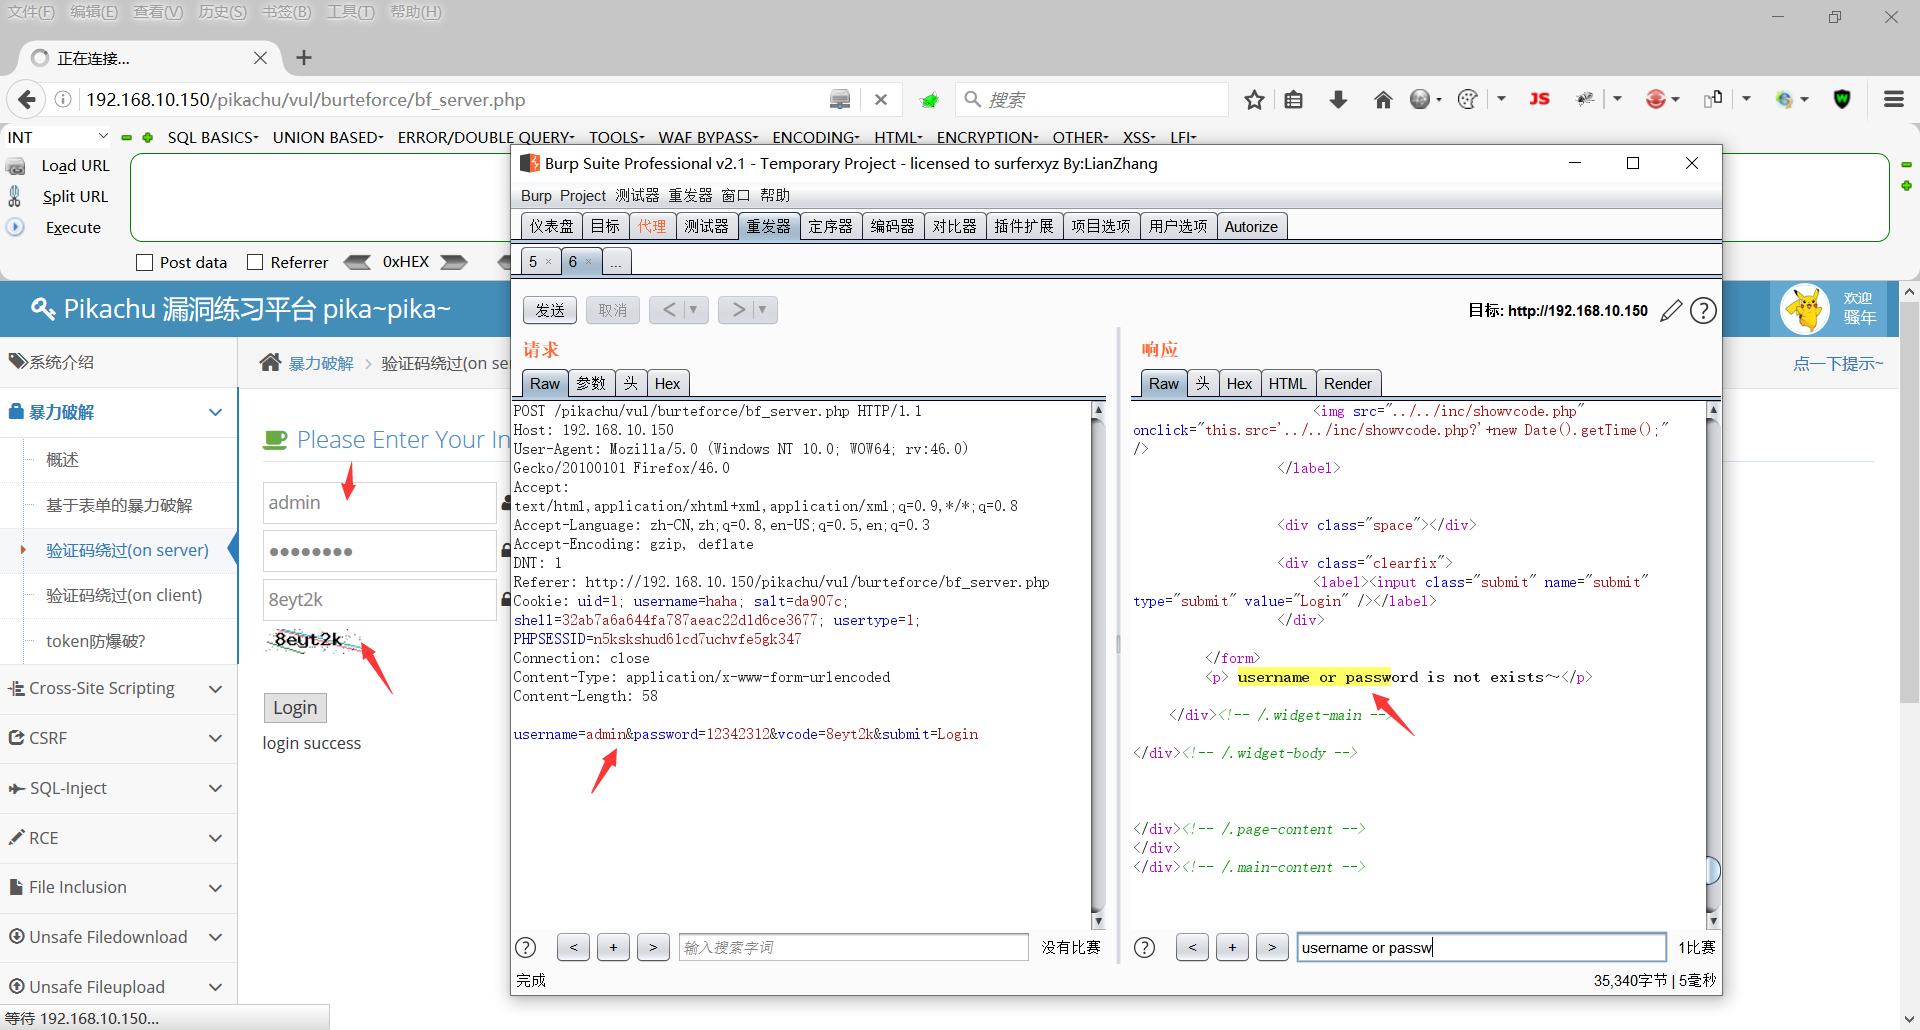 文件(F) 编辑(E) 查看(V) 历史(S) 书签(B) 工具(T) 帮助(H)
正在连接...
192.168.10.150/pikachu/vul/burteforce/bf_server.php
搜索
JS
INT
SQL BASICS UNION BASED ERROR/DOUBLE QUERY TOOLS WAF BYPASS ENCODING HTML ENCRYPTION OTHER XSS LFI
Load URL
Split URL
Execute
Post data Referrer 0xHEX
Pikachu 漏洞练习平台 pika~pika~
欢迎
骚年
系统介绍
暴力破解
概述
基于表单的暴力破解
验证码绕过(on server)
验证码绕过(on client)
token防爆破?
Cross-Site Scripting
CSRF
SQL-Inject
RCE
File Inclusion
Unsafe Filedownload
Unsafe Fileupload
等待 192.168.10.150...
暴力破解 > 验证码绕过(on se
点一下提示~
Please Enter Your In
admin
●●●●●●●●
8eyt2k
8eyt2k
Login
login success
Burp Suite Professional v2.1 - Temporary Project - licensed to surferxyz By:LianZhang
Burp Project 测试器 重发器 窗口 帮助
仪表盘 目标 代理 测试器 重发器 定序器 编码器 对比器 插件扩展 项目选项 用户选项 Autorize
5 × 6 × ...
发送 取消 < > 
目标: http://192.168.10.150
请求
Raw 参数 头 Hex
POST /pikachu/vul/burteforce/bf_server.php HTTP/1.1
Host: 192.168.10.150
User-Agent: Mozilla/5.0 (Windows NT 10.0; WOW64; rv:46.0)
Gecko/20100101 Firefox/46.0
Accept:
text/html,application/xhtml+xml,application/xml;q=0.9,*/*;q=0.8
Accept-Language: zh-CN,zh;q=0.8,en-US;q=0.5,en;q=0.3
Accept-Encoding: gzip, deflate
DNT: 1
Referer: http://192.168.10.150/pikachu/vul/burteforce/bf_server.php
Cookie: uid=1; username=haha; salt=da907c;
shell=32ab7a6a644fa787aeac22d1d6ce3677; usertype=1;
PHPSESSID=n5kskshud61cd7uchvfe5gk347
Connection: close
Content-Type: application/x-www-form-urlencoded
Content-Length: 58
username=admin&password=12342312&vcode=8eyt2k&submit=Login
? < + > 输入搜索字词 没有比赛
完成
响应
Raw 头 Hex HTML Render
<img src="../../inc/showvcode.php"
onclick="this.src='../../inc/showvcode.php?'+new Date().getTime();"
/>
</label>
<div class="space"></div>
<div class="clearfix">
<label><input class="submit" name="submit"
type="submit" value="Login" /></label>
</div>
</form>
<p> username or password is not exists~</p>
</div><!-- /.widget-main -->
</div><!-- /.widget-body -->
</div><!-- /.page-content -->
</div>
</div><!-- /.main-content -->
? < + > username or passw 1比赛
35,340字节 | 5毫秒